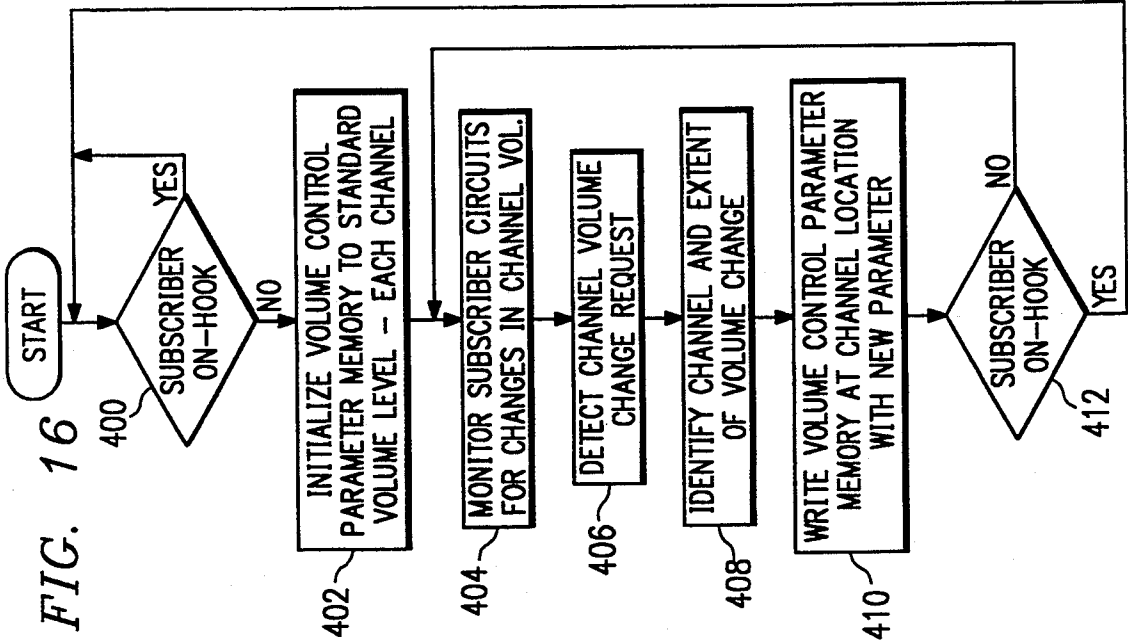 FIG. 16
START
400
SUBSCRIBER
ON-HOOK
YES
NO
INITIALIZE VOLUME CONTROL
PARAMETER MEMORY TO STANDARD
VOLUME LEVEL - EACH CHANNEL
402
MONITOR SUBSCRIBER CIRCUITS
FOR CHANGES IN CHANNEL VOL.
404
DETECT CHANNEL VOLUME
CHANGE REQUEST
406
IDENTIFY CHANNEL AND EXTENT
OF VOLUME CHANGE
408
WRITE VOLUME CONTROL PARAMETER
MEMORY AT CHANNEL LOCATION
WITH NEW PARAMETER
410
SUBSCRIBER
ON-HOOK
NO
YES
412